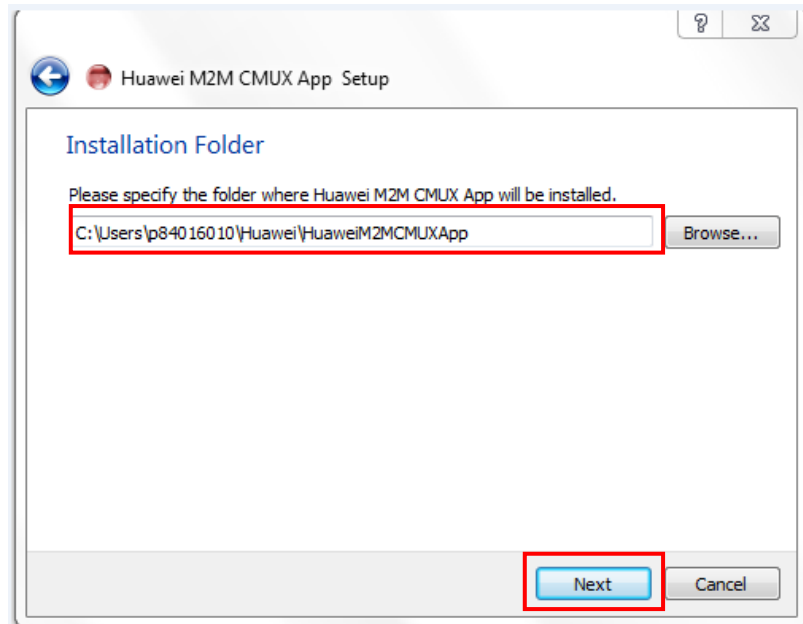 Huawei M2M CMUX App Setup
Installation Folder
Please specify the folder where Huawei M2M CMUX App will be installed.
C:\Users\p84016010\Huawei\HuaweiM2MCMUXApp
Browse...
Next
Cancel